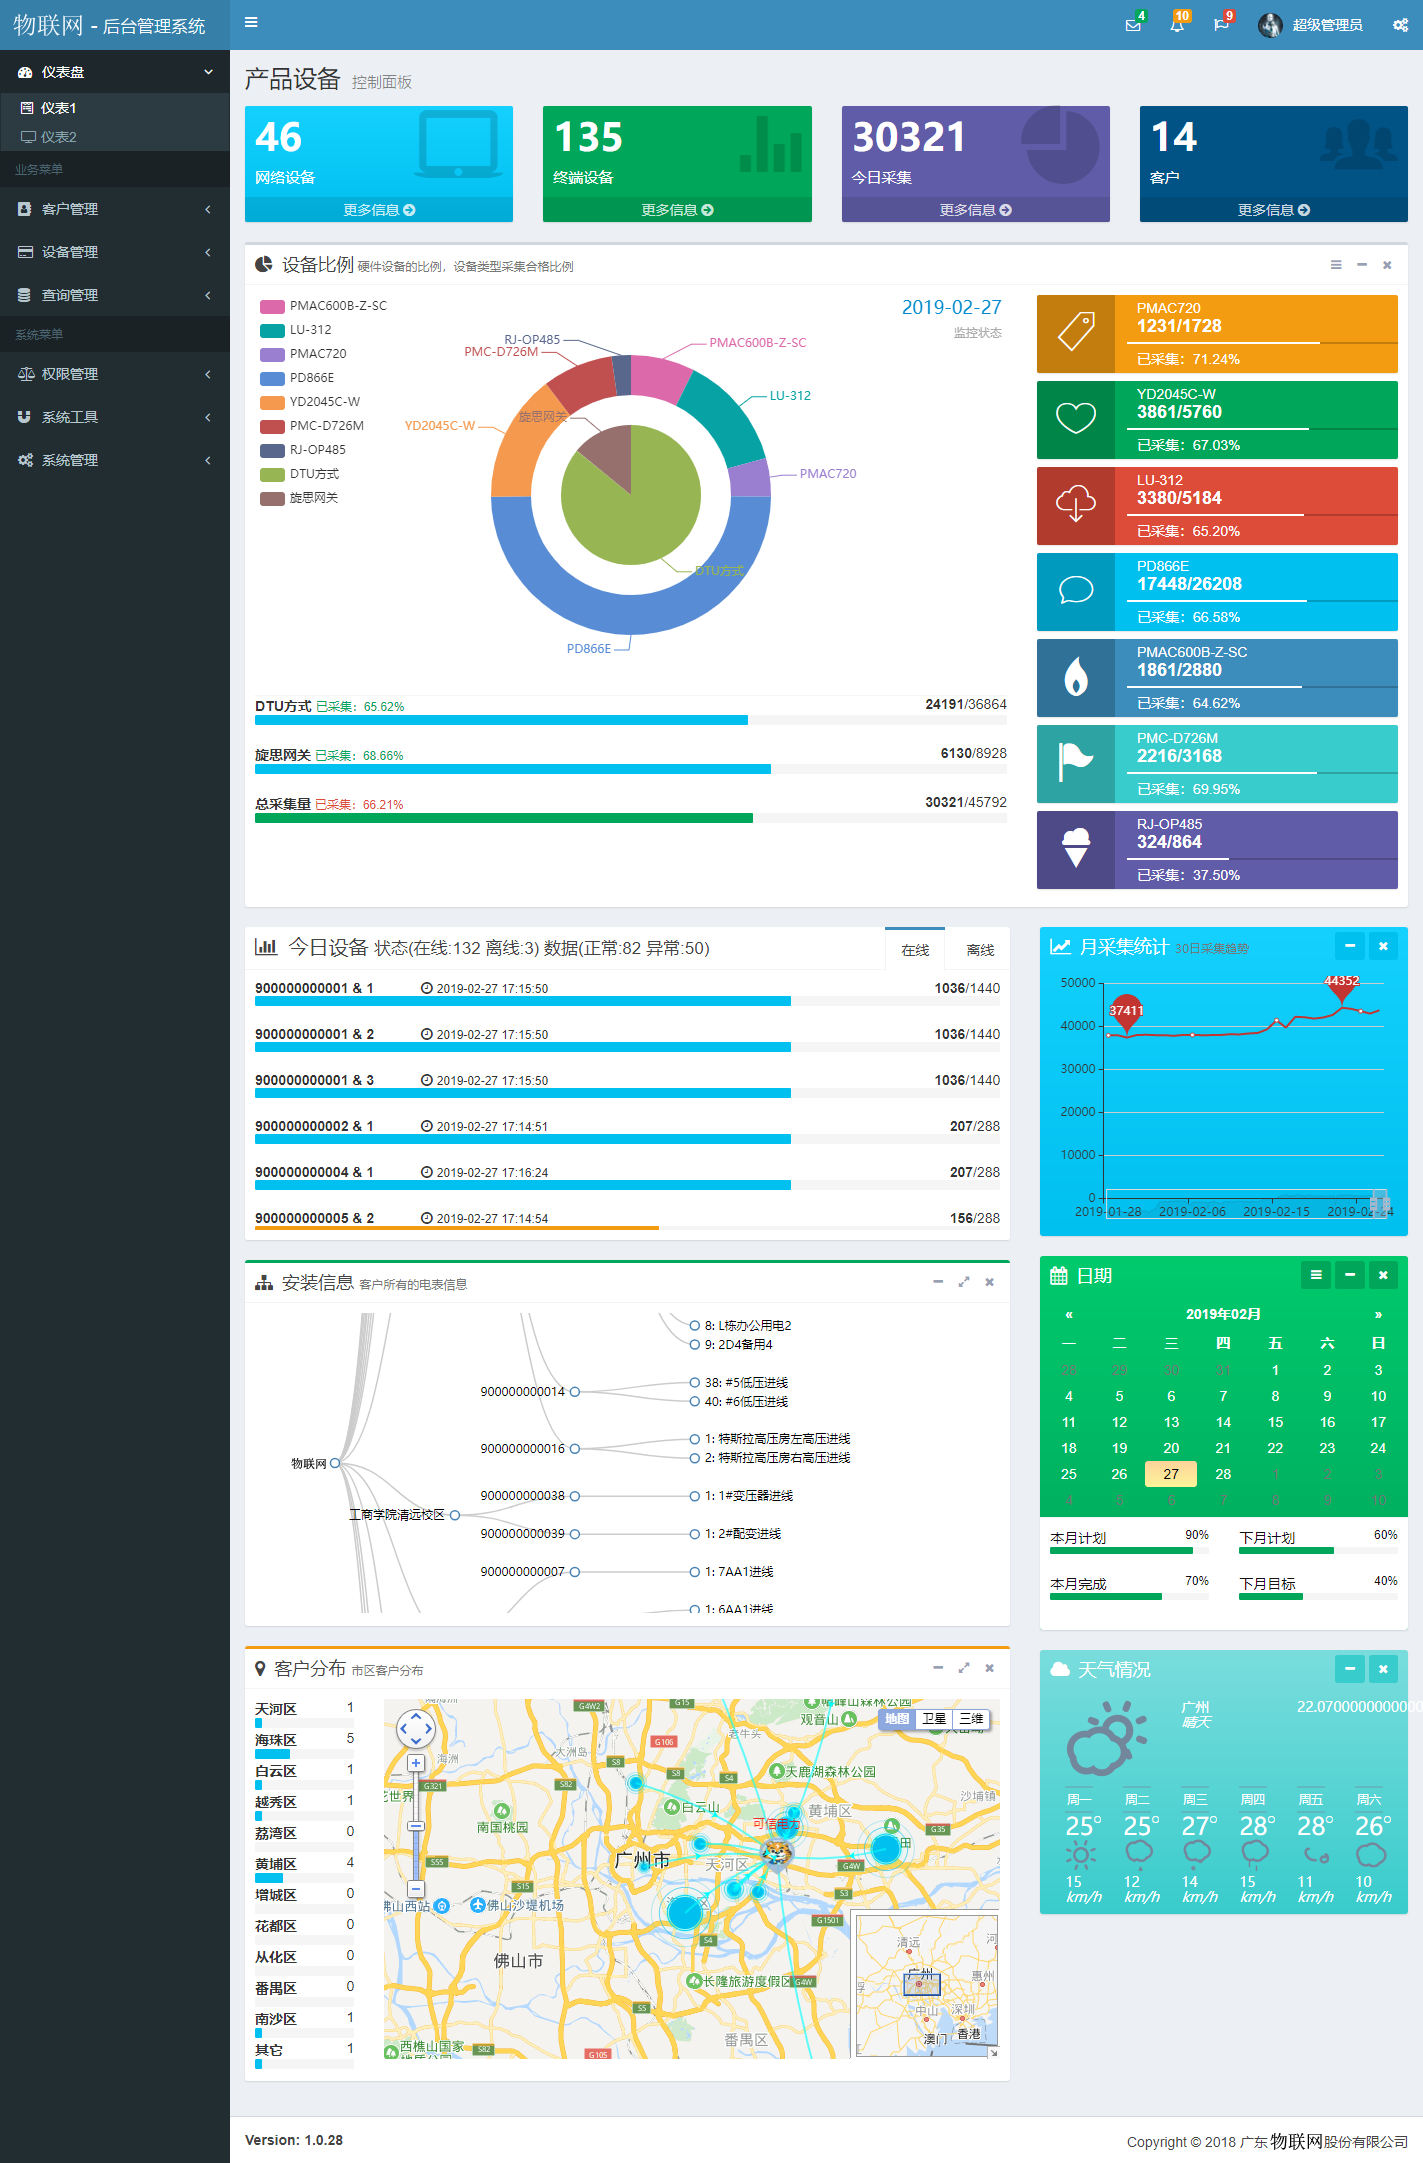 物联网 - 后台管理系统
4
10
9
超级管理员
仪表盘
仪表1
仪表2
业务菜单
客户管理
设备管理
查询管理
系统菜单
权限管理
系统工具
系统管理
产品设备 控制面板
46
网络设备
更多信息
135
终端设备
更多信息
30321
今日采集
更多信息
14
客户
更多信息
设备比例 硬件设备的比例，设备类型采集合格比例
PMAC600B-Z-SC
LU-312
PMAC720
PD866E
YD2045C-W
PMC-D726M
RJ-OP485
DTU方式
旋思网关
2019-02-27
监控状态
RJ-OP485
PMC-D726M
YD2045C-W
旋思网关
PMAC600B-Z-SC
LU-312
PMAC720
DTU方式
PD866E
DTU方式 已采集：65.62% 24191/36864
旋思网关 已采集：68.66% 6130/8928
总采集量 已采集：66.21% 30321/45792
PMAC720
1231/1728
已采集：71.24%
YD2045C-W
3861/5760
已采集：67.03%
LU-312
3380/5184
已采集：65.20%
PD866E
17448/26208
已采集：66.58%
PMAC600B-Z-SC
1861/2880
已采集：64.62%
PMC-D726M
2216/3168
已采集：69.95%
RJ-OP485
324/864
已采集：37.50%
今日设备 状态(在线:132 离线:3) 数据(正常:82 异常:50)
在线 离线
900000000001 & 1 2019-02-27 17:15:50 1036/1440
900000000001 & 2 2019-02-27 17:15:50 1036/1440
900000000001 & 3 2019-02-27 17:15:50 1036/1440
900000000002 & 1 2019-02-27 17:14:51 207/288
900000000004 & 1 2019-02-27 17:16:24 207/288
900000000005 & 2 2019-02-27 17:14:54 156/288
月采集统计 30日采集趋势
50000
40000
30000
20000
10000
0
37411
44352
2019-01-28 2019-02-06 2019-02-15 2019-02-24
安装信息 客户所有的电表信息
8: L栋办公用电2
9: 2D4备用4
900000000014
38: #5低压进线
40: #6低压进线
900000000016
1: 特斯拉高压房左高压进线
2: 特斯拉高压房右高压进线
物联网
工商学院清远校区
900000000038
1: 1#变压器进线
900000000039
1: 2#配变进线
900000000007
1: 7AA1进线
1: 6AA1进线
日期
« 2019年02月 »
一 二 三 四 五 六 日
28 29 30 31 1 2 3
4 5 6 7 8 9 10
11 12 13 14 15 16 17
18 19 20 21 22 23 24
25 26 27 28 1 2 3
4 5 6 7 8 9 10
本月计划 90%
下月计划 60%
本月完成 70%
下月目标 40%
客户分布 市区客户分布
天河区 1
海珠区 5
白云区 1
越秀区 1
荔湾区 0
黄埔区 4
增城区 0
花都区 0
从化区 0
番禺区 0
南沙区 1
其它 1
地图 卫星 三维
G4W2
G15
观音山
老牛头
G106
大岭岛
海洲
S8
S8
S4
S82
G321
天鹿湖森林公园
沙埔镇
花世界
南国桃园
白云山
黄埔区
可信电力
G35
田
广州市
天河区
G4W
S55
S15
S3
佛山西站
佛山沙堤机场
G1501
S4
佛山市
长隆旅游度假区
G4W
S5
番禺区
西樵山国家
S82
G105
清远
广州
惠州
中山
深圳
澳门
香港
天气情况
广州
晴天
22.0700000000000
周一 周二 周三 周四 周五 周六
25° 25° 27° 28° 28° 26°
15 12 14 15 11 10
km/h km/h km/h km/h km/h km/h
Version: 1.0.28
Copyright © 2018 广东物联网股份有限公司